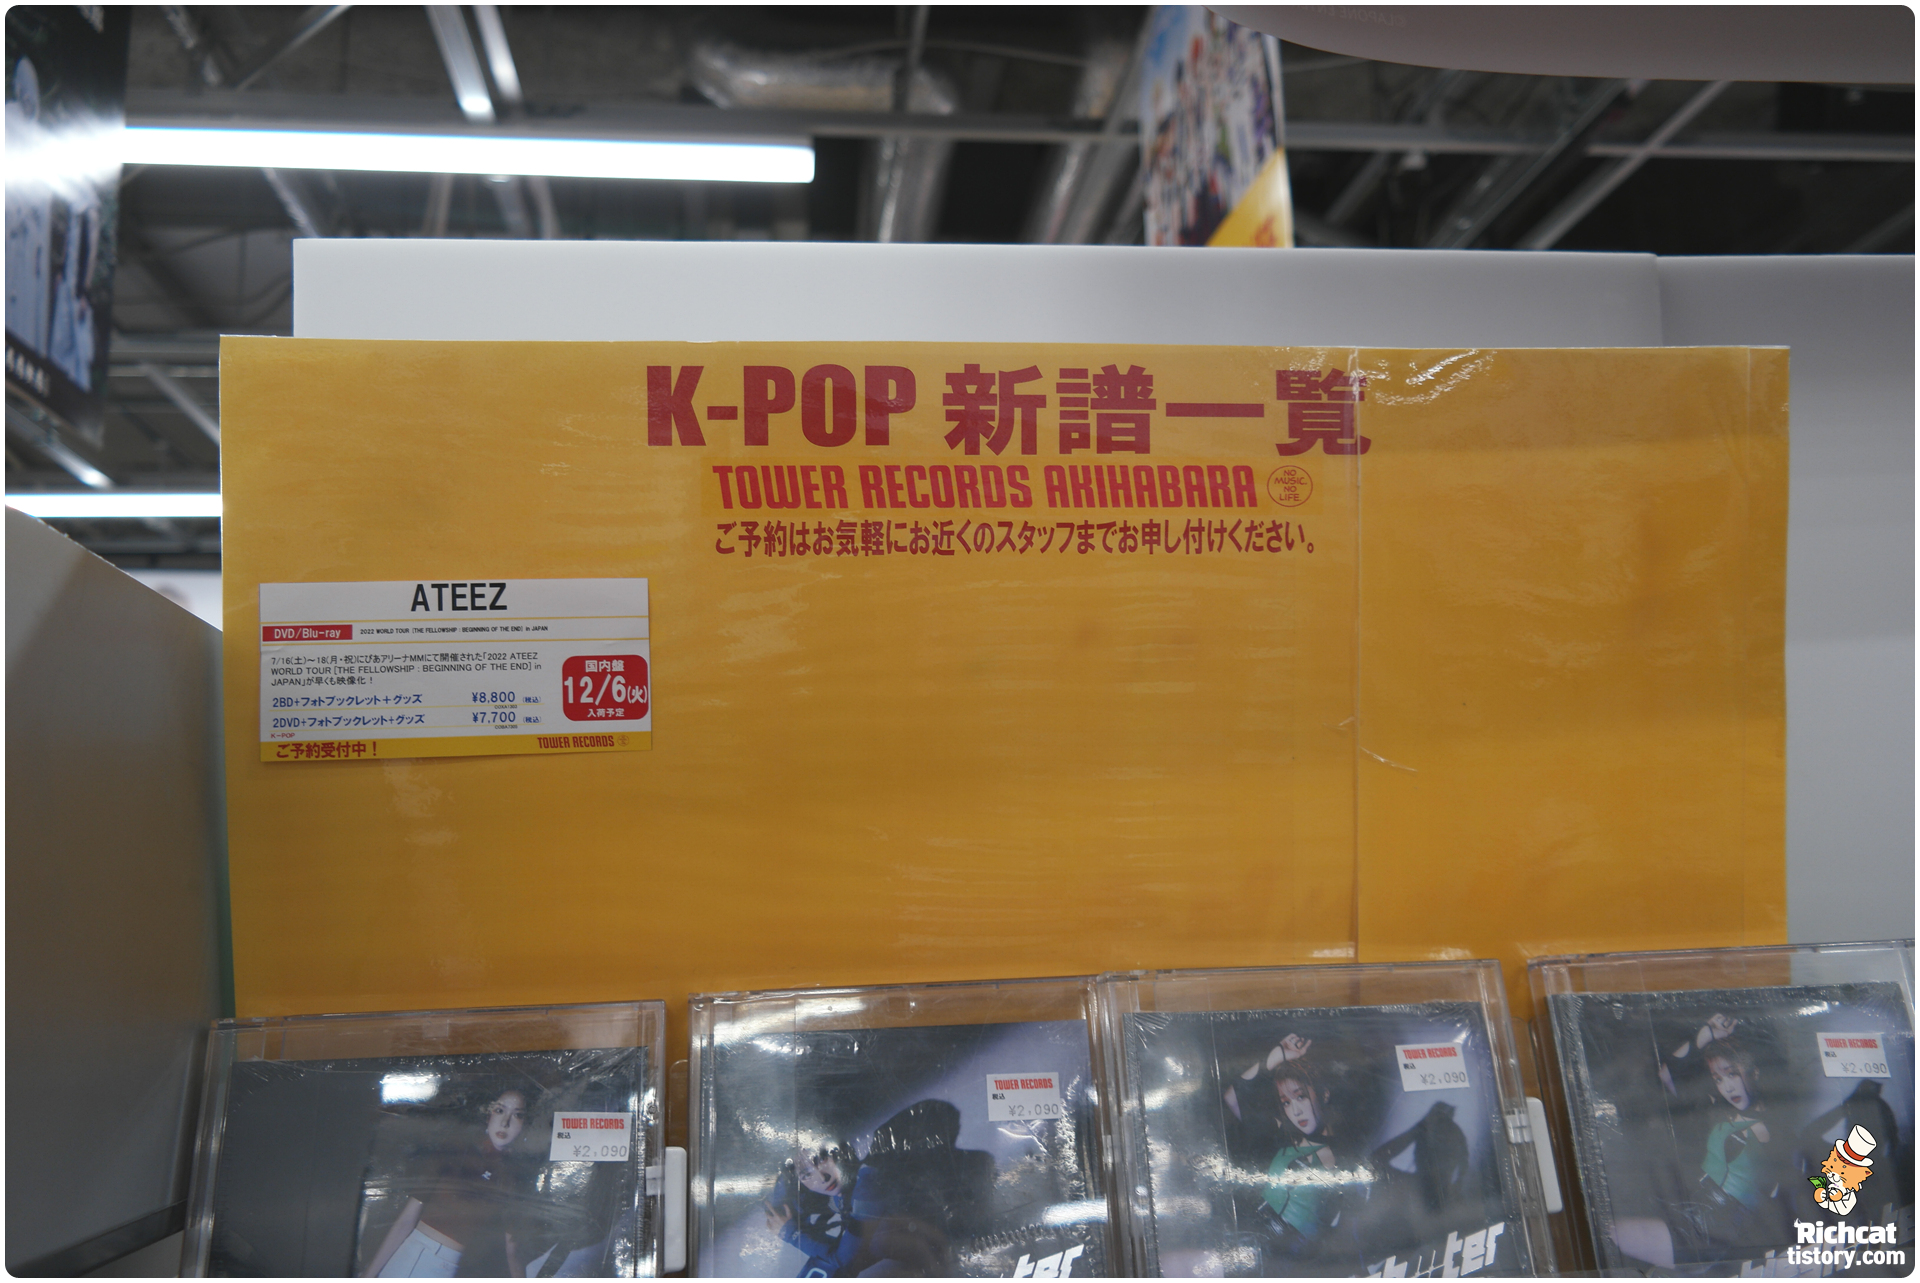 K-POP 新譜一覧
TOWER RECORDS AKIHABARA
NO MUSIC, NO LIFE
ご予約はお気軽にお近くのスタッフまでお申し付けください。
ATEEZ
DVD/Blu-ray
2022 WORLD TOUR [THE FELLOWSHIP : BEGINNING OF THE END] in JAPAN
7/16(土)～18(月・祝)にぴあアリーナMMにて開催された「2022 ATEEZ
WORLD TOUR [THE FELLOWSHIP : BEGINNING OF THE END] in
JAPAN」が早くも映像化！
国内盤
12/6(火)
入荷予定
2BD+フォトブックレット+グッズ ¥8,800 (税込)
2DVD+フォトブックレット+グッズ ¥7,700 (税込)
K-POP
ご予約受付中！
TOWER RECORDS
TOWER RECORDS
税込
¥2,090
TOWER RECORDS
税込
¥2,090
TOWER RECORDS
税込
¥2,090
TOWER RECORDS
税込
¥2,090
Richcat
tistory.com